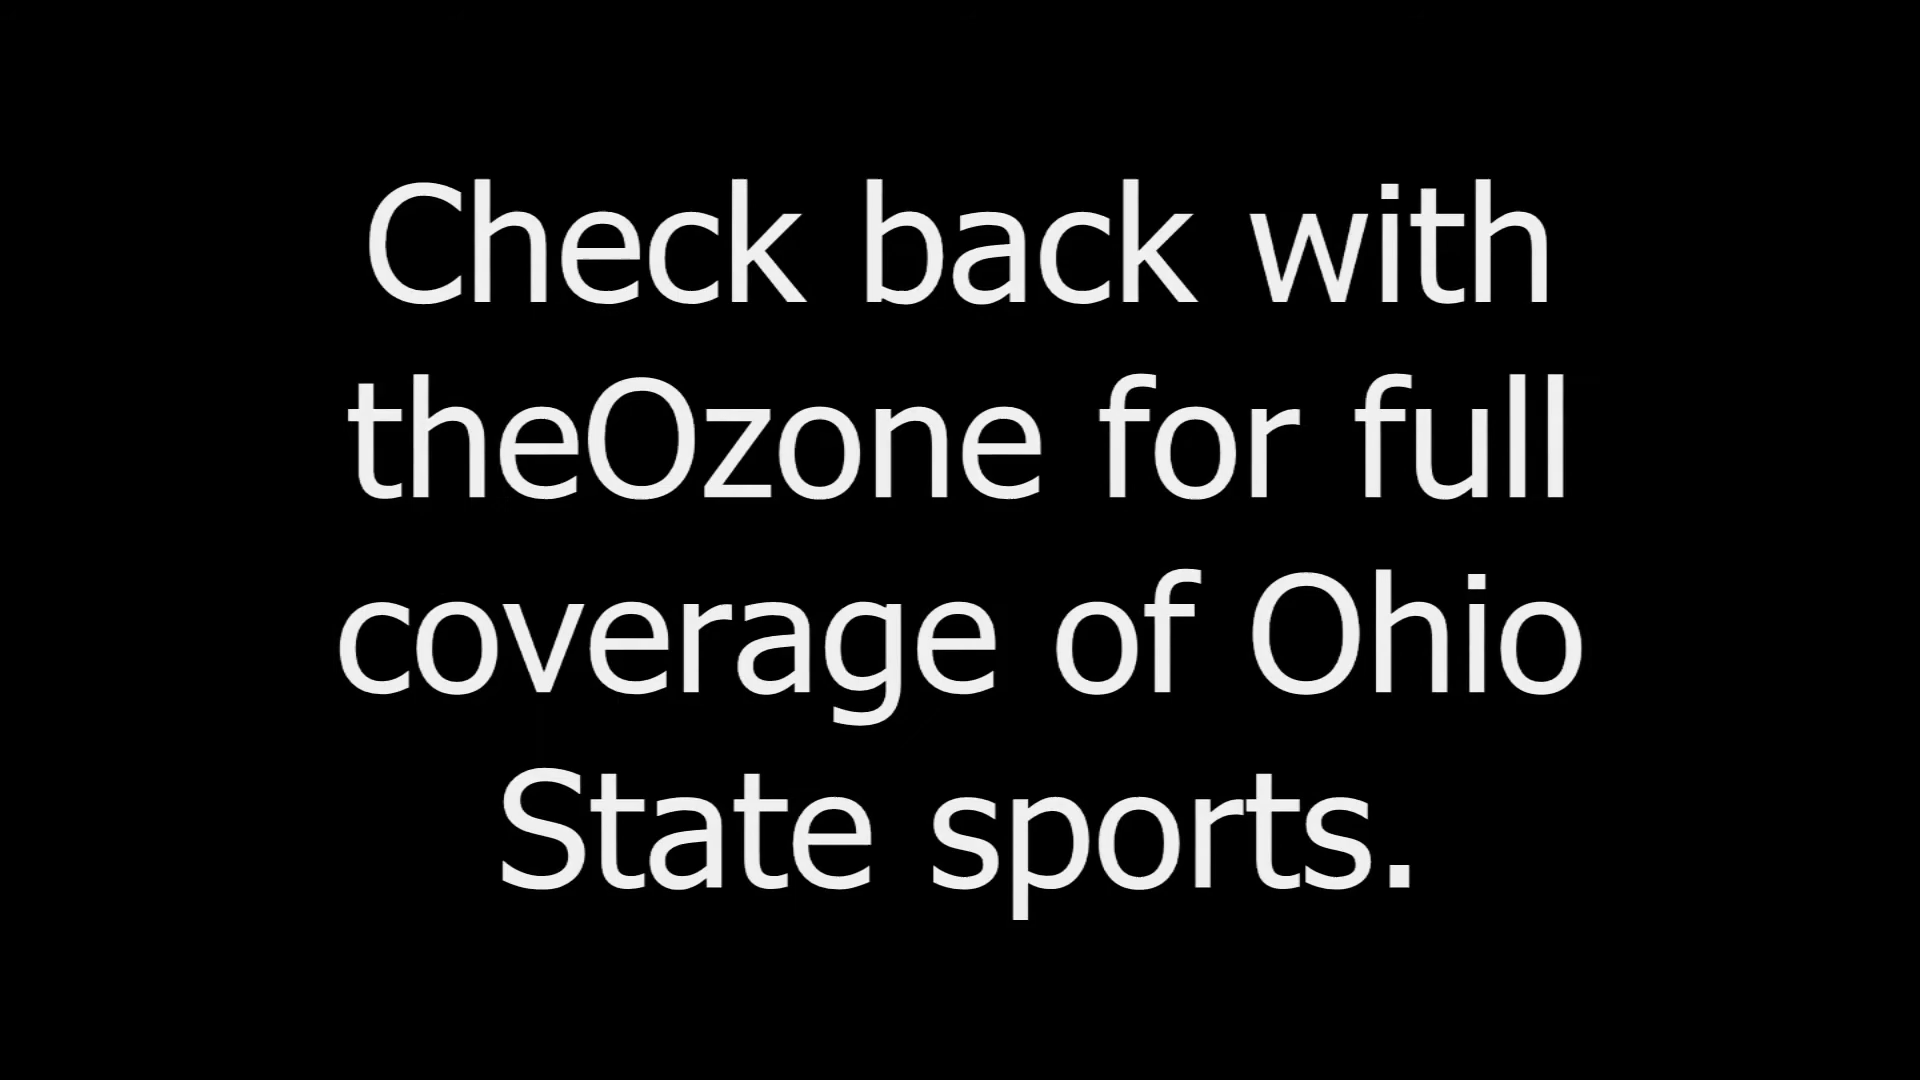 Check back with
theOzone for full
coverage of Ohio
State sports.